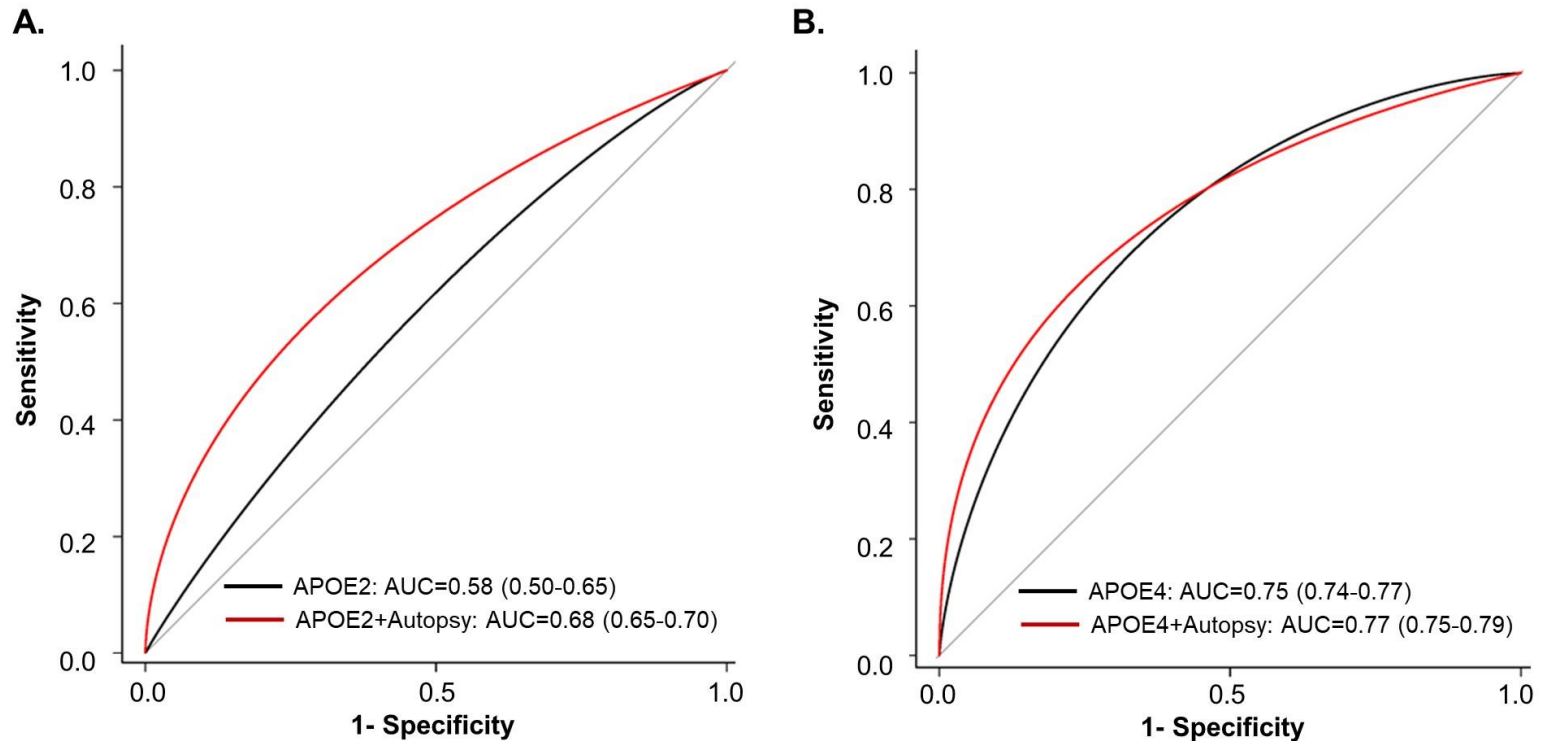 A.
Sensitivity
1.0
0.8
0.6
0.4
0.2
0.0
APOE2: AUC=0.58 (0.50-0.65)
APOE2+Autopsy: AUC=0.68 (0.65-0.70)
0.0 0.5 1.0
1- Specificity
B.
Sensitivity
1.0
0.8
0.6
0.4
0.2
0.0
APOE4: AUC=0.75 (0.74-0.77)
APOE4+Autopsy: AUC=0.77 (0.75-0.79)
0.0 0.5 1.0
1- Specificity